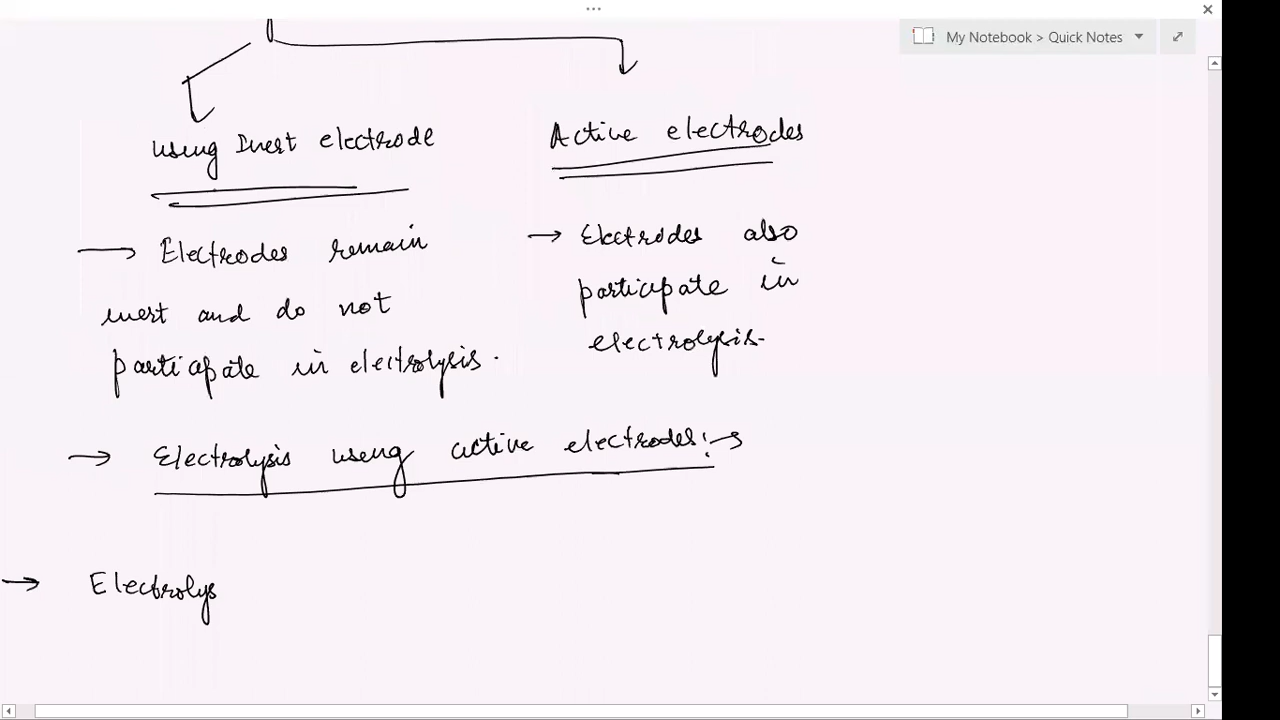 My Notebook > Quick Notes
using Inert electrode
Active electrodes
→ Electrodes remain
inert and do not
participate in electrolysis.
→ Electrodes also
participate in
electrolysis.
→ Electrolysis using active electrodes:→
→ Electrolys